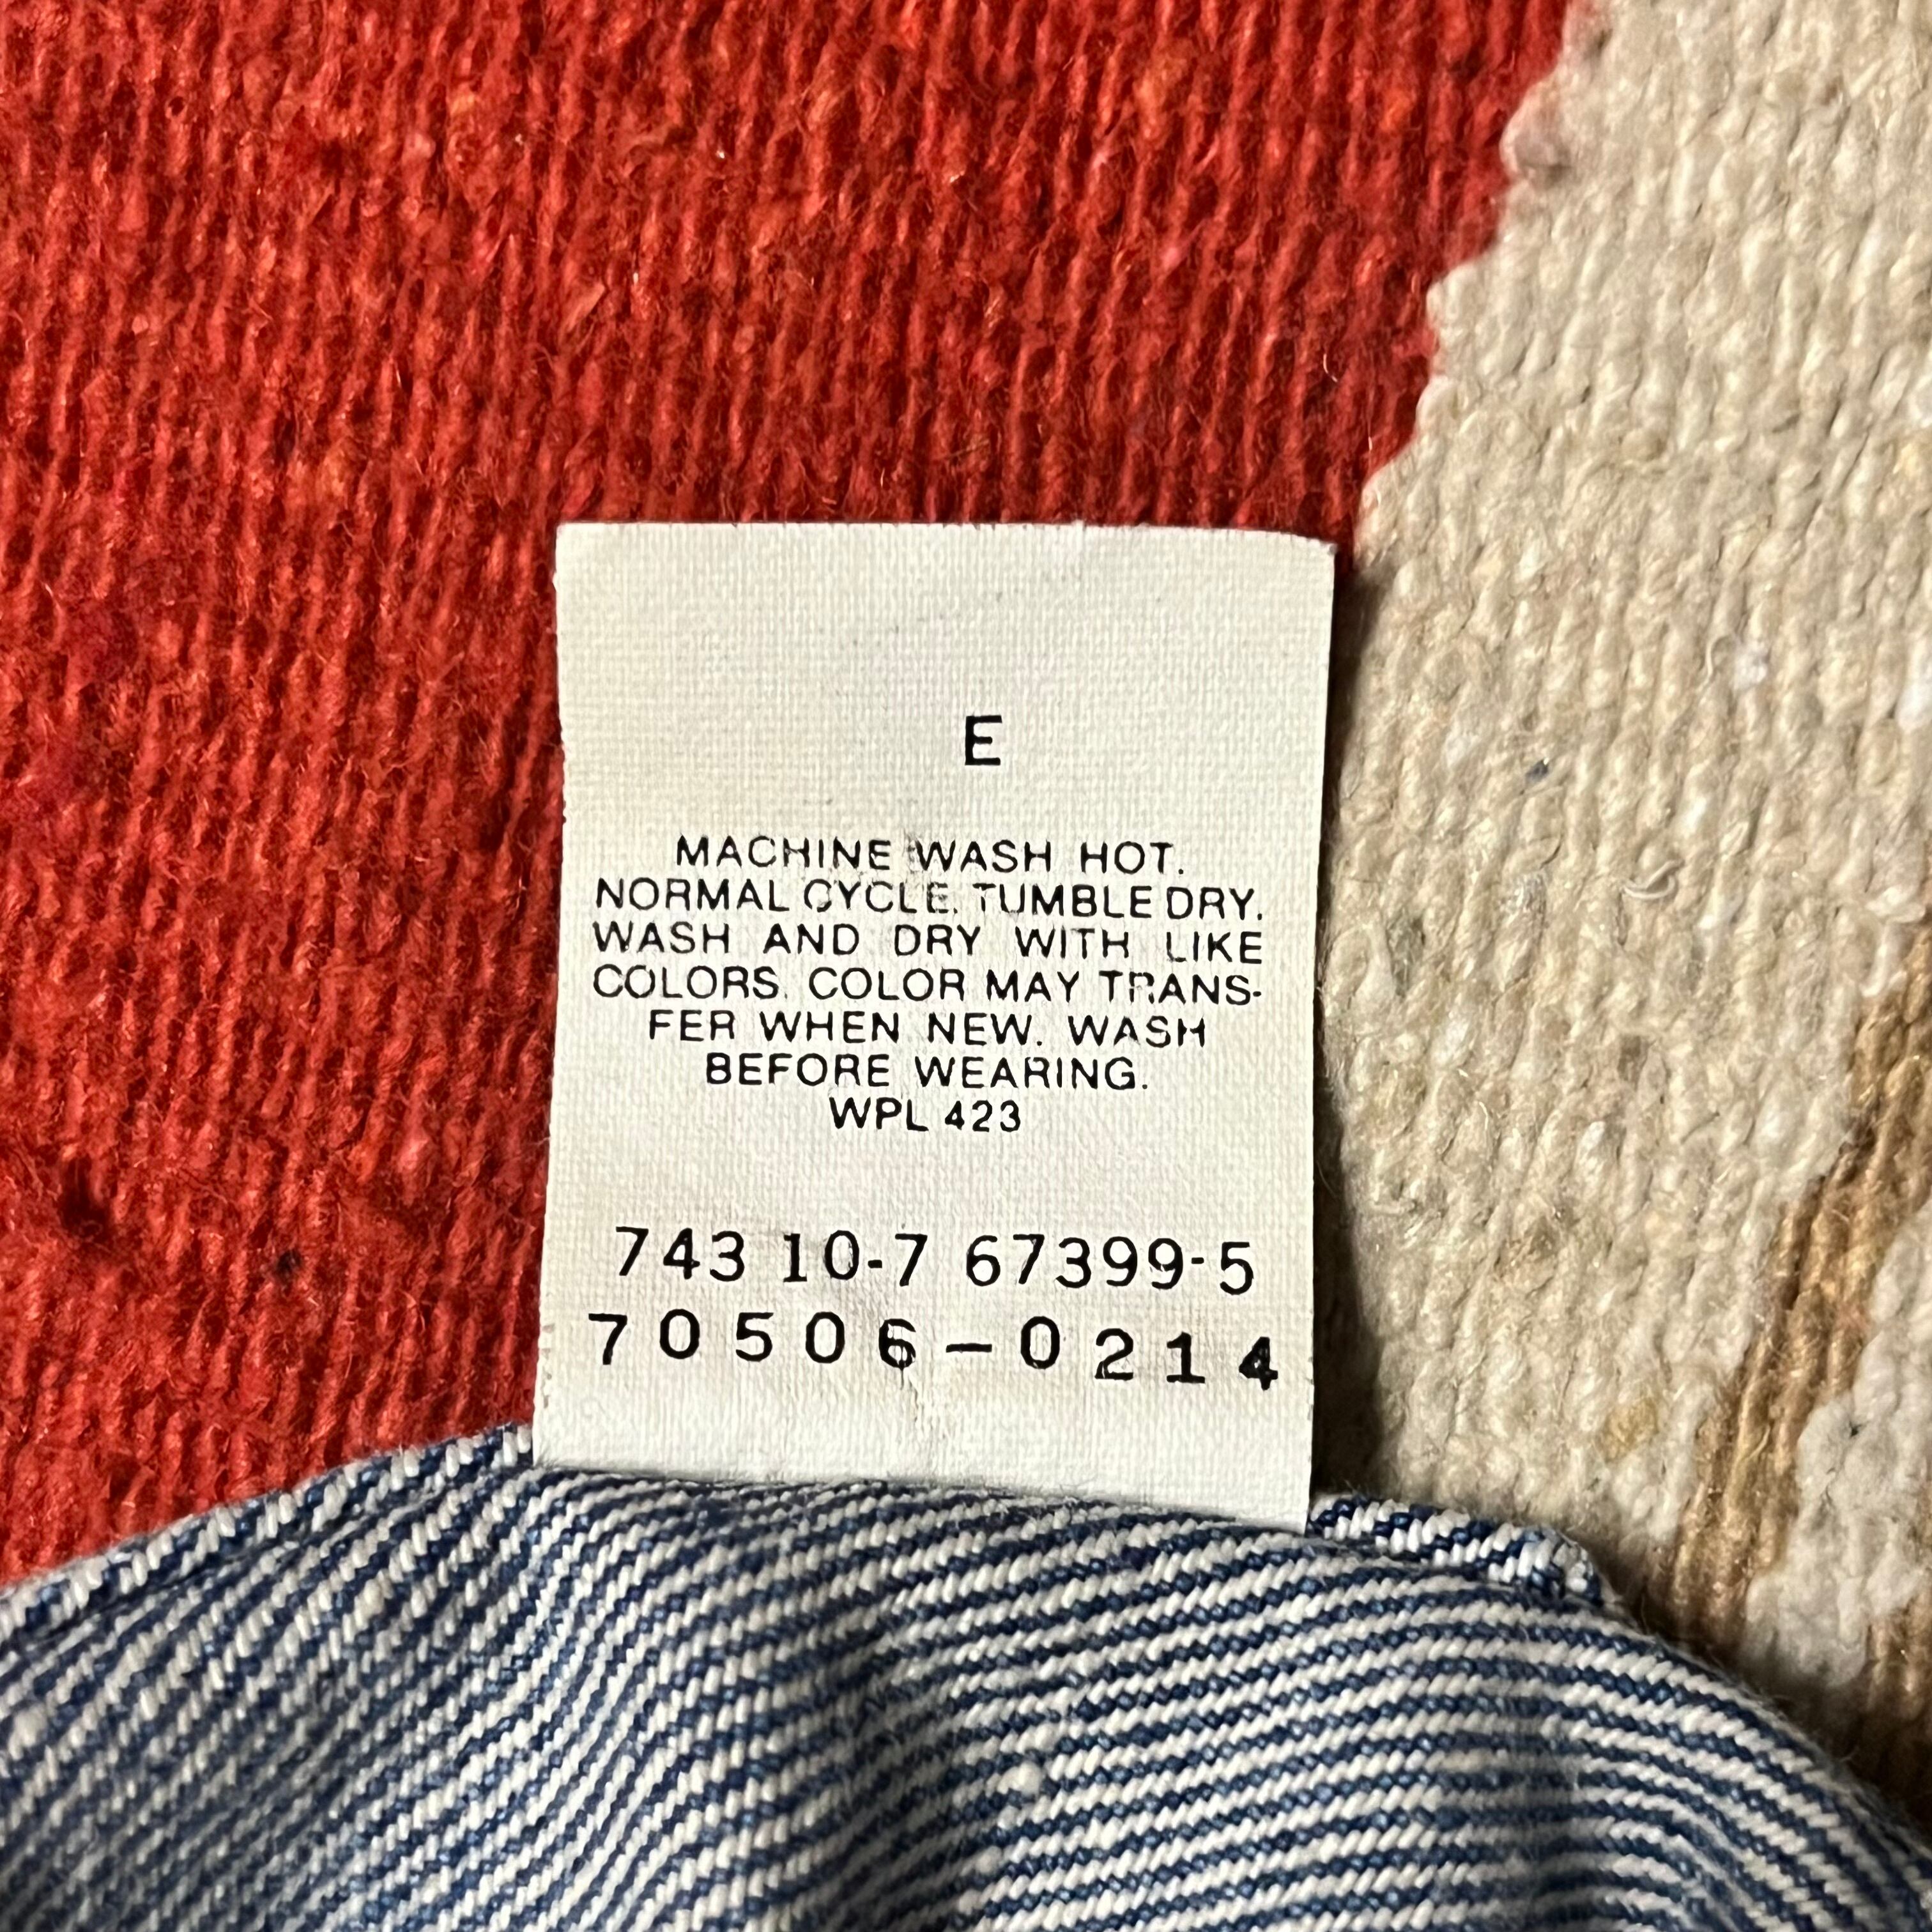 E
MACHINE WASH HOT.
NORMAL CYCLE. TUMBLE DRY.
WASH AND DRY WITH LIKE
COLORS. COLOR MAY TRANS-
FER WHEN NEW. WASH
BEFORE WEARING.
WPL 423
743 10-7 67399-5
70506-0214